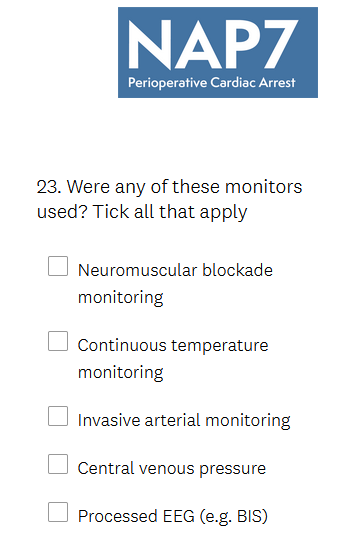 NAP7
Perioperative Cardiac Arrest
23. Were any of these monitors
used? Tick all that apply
Neuromuscular blockade
monitoring
Continuous temperature
monitoring
Invasive arterial monitoring
Central venous pressure
Processed EEG (e.g. BIS)